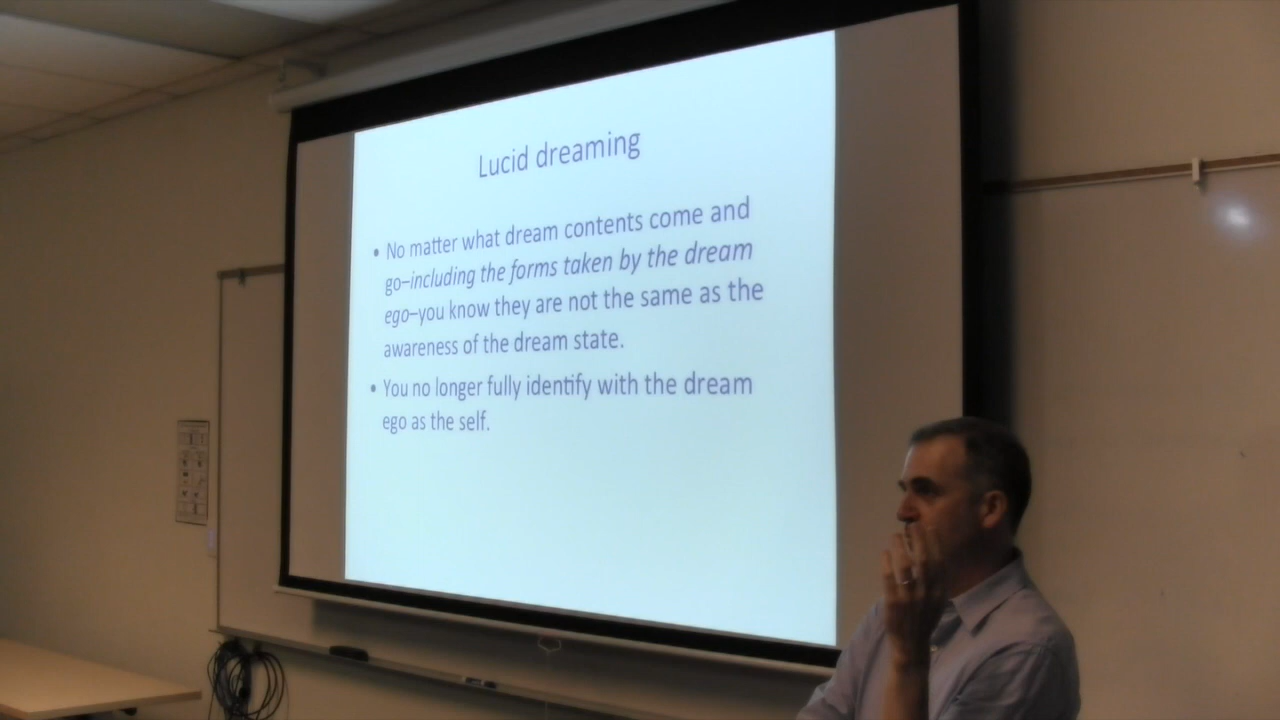 Lucid dreaming
• No matter what dream contents come and
go–including the forms taken by the dream
ego–you know they are not the same as the
awareness of the dream state.
• You no longer fully identify with the dream
ego as the self.